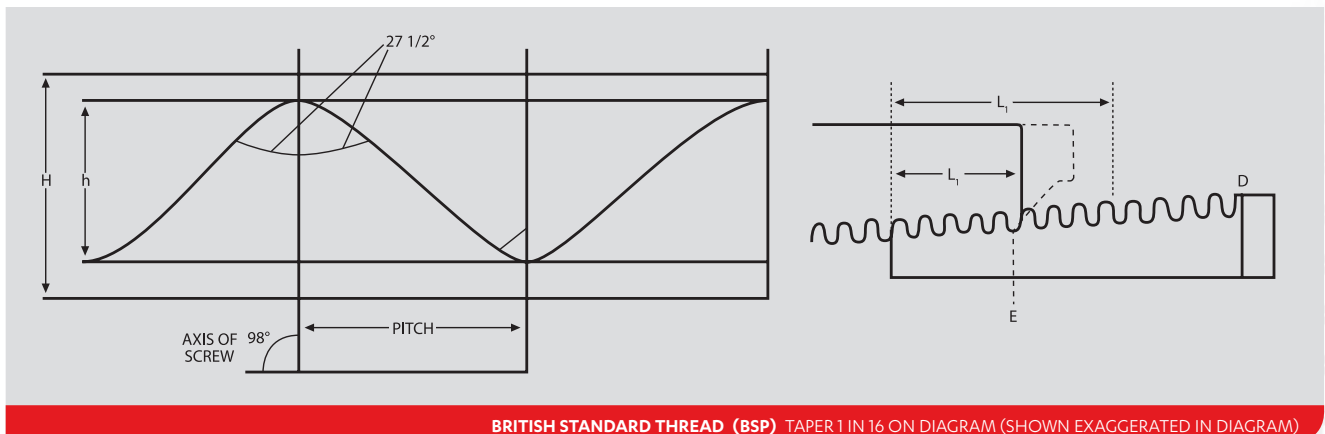 27 1/2°
H
h
PITCH
AXIS OF 98°
SCREW
L₁
L₁
D
E
BRITISH STANDARD THREAD (BSP) TAPER 1 IN 16 ON DIAGRAM (SHOWN EXAGGERATED IN DIAGRAM)